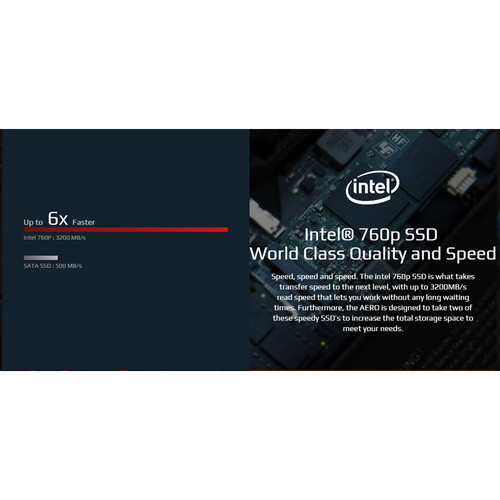 Up to 6x Faster
Intel 760P : 3200 MB/s
SATA SSD : 500 MB/s
intel
Intel® 760p SSD
World Class Quality and Speed
Speed, speed and speed. The intel 760p SSD is what takes
transfer speed to the next level, with up to 3200MB/s
read speed that lets you work without any long waiting
times. Furthermore, the AERO is designed to take two of
these speedy SSD's to increase the total storage space to
meet your needs.